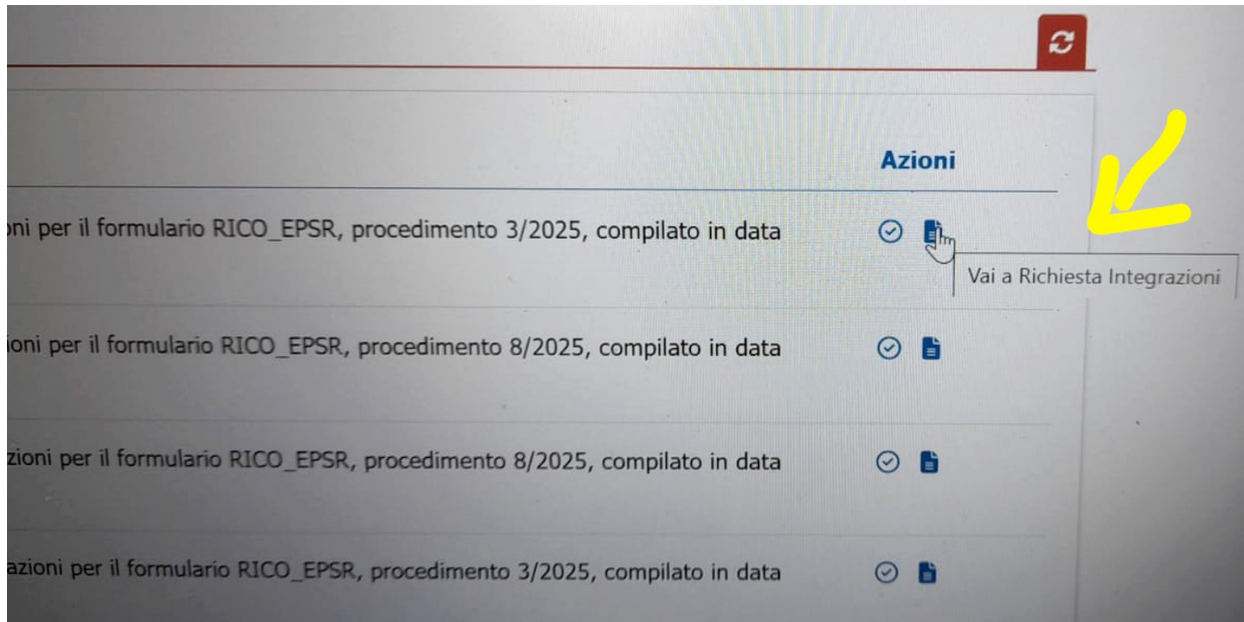 Azioni
oni per il formulario RICO_EPSR, procedimento 3/2025, compilato in data
Vai a Richiesta Integrazioni
ioni per il formulario RICO_EPSR, procedimento 8/2025, compilato in data
zioni per il formulario RICO_EPSR, procedimento 8/2025, compilato in data
azioni per il formulario RICO_EPSR, procedimento 3/2025, compilato in data